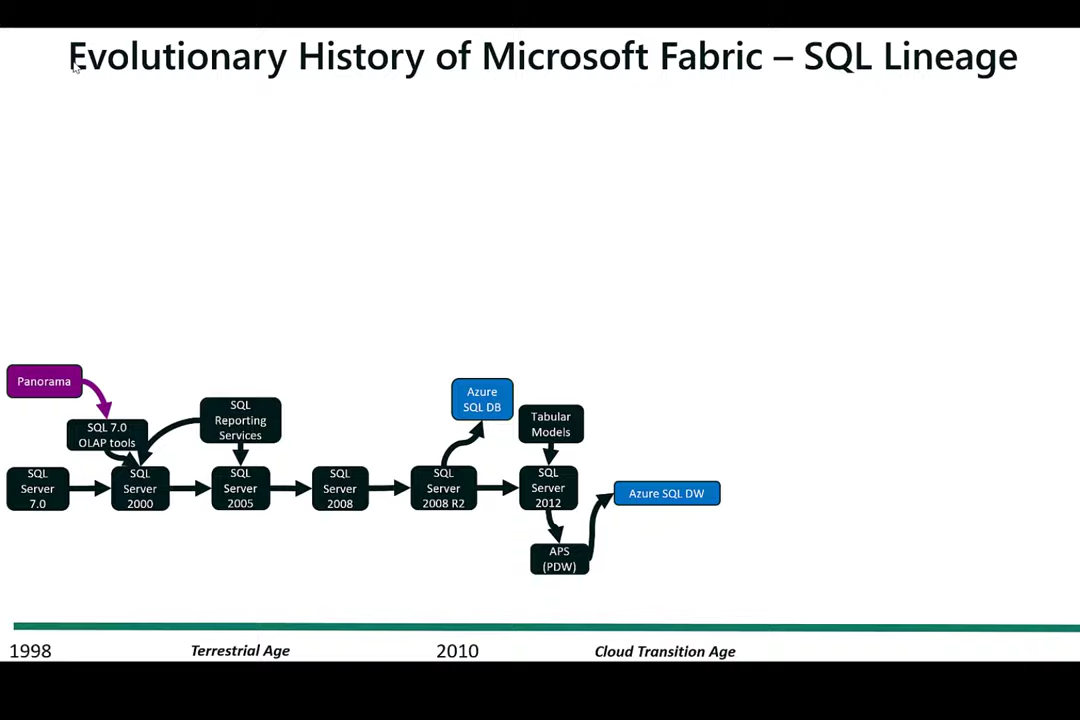 Evolutionary History of Microsoft Fabric – SQL Lineage
Panorama
SQL 7.0
OLAP tools
SQL
Reporting
Services
Azure
SQL DB
Tabular
Models
SQL
Server
7.0
SQL
Server
2000
SQL
Server
2005
SQL
Server
2008
SQL
Server
2008 R2
SQL
Server
2012
Azure SQL DW
APS
(PDW)
1998
Terrestrial Age
2010
Cloud Transition Age